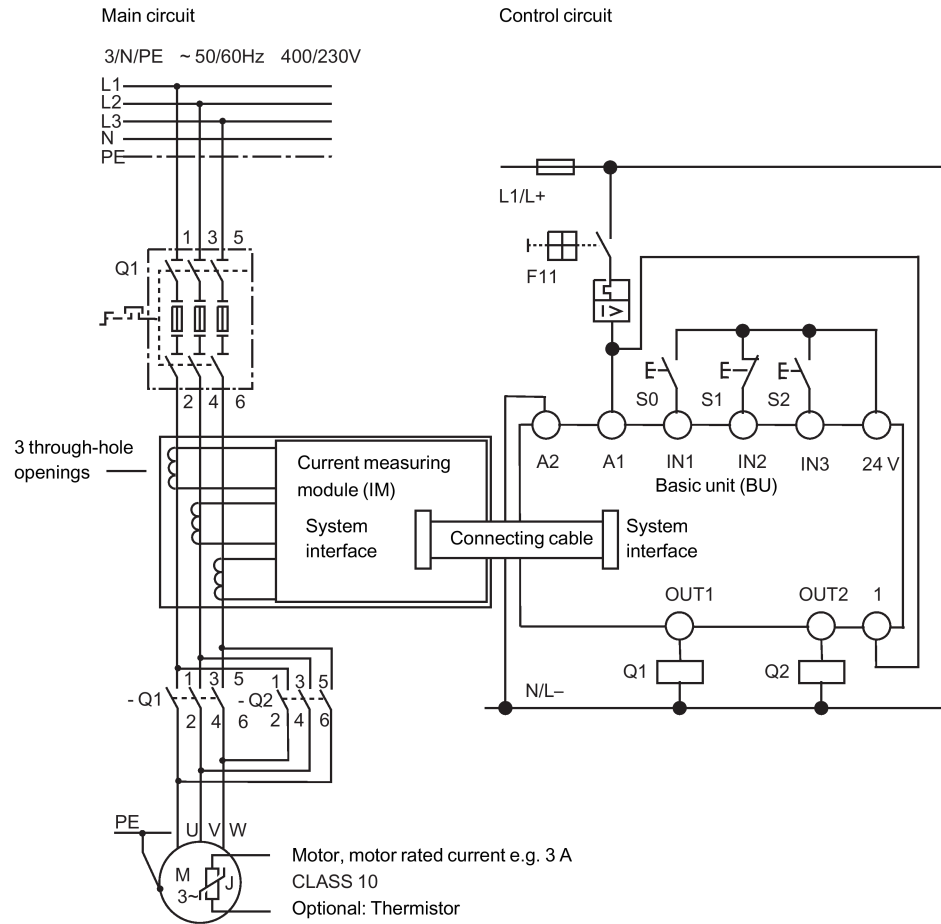 Main circuit
Control circuit
3/N/PE ~ 50/60Hz 400/230V
L1
L2
L3
N
PE
L1/L+
F11
I >
1 3 5
Q1
2 4 6
S0 S1 S2
A2 A1 IN1 IN2 IN3 24 V
Basic unit (BU)
3 through-hole
openings
Current measuring
module (IM)
System
interface
Connecting cable
System
interface
OUT1 OUT2 1
Q1 Q2
N/L–
1 3 5
- Q1
2 4 6
1 3 5
- Q2
2 4 6
PE
U V W
M
3~
J
Motor, motor rated current e.g. 3 A
CLASS 10
Optional: Thermistor